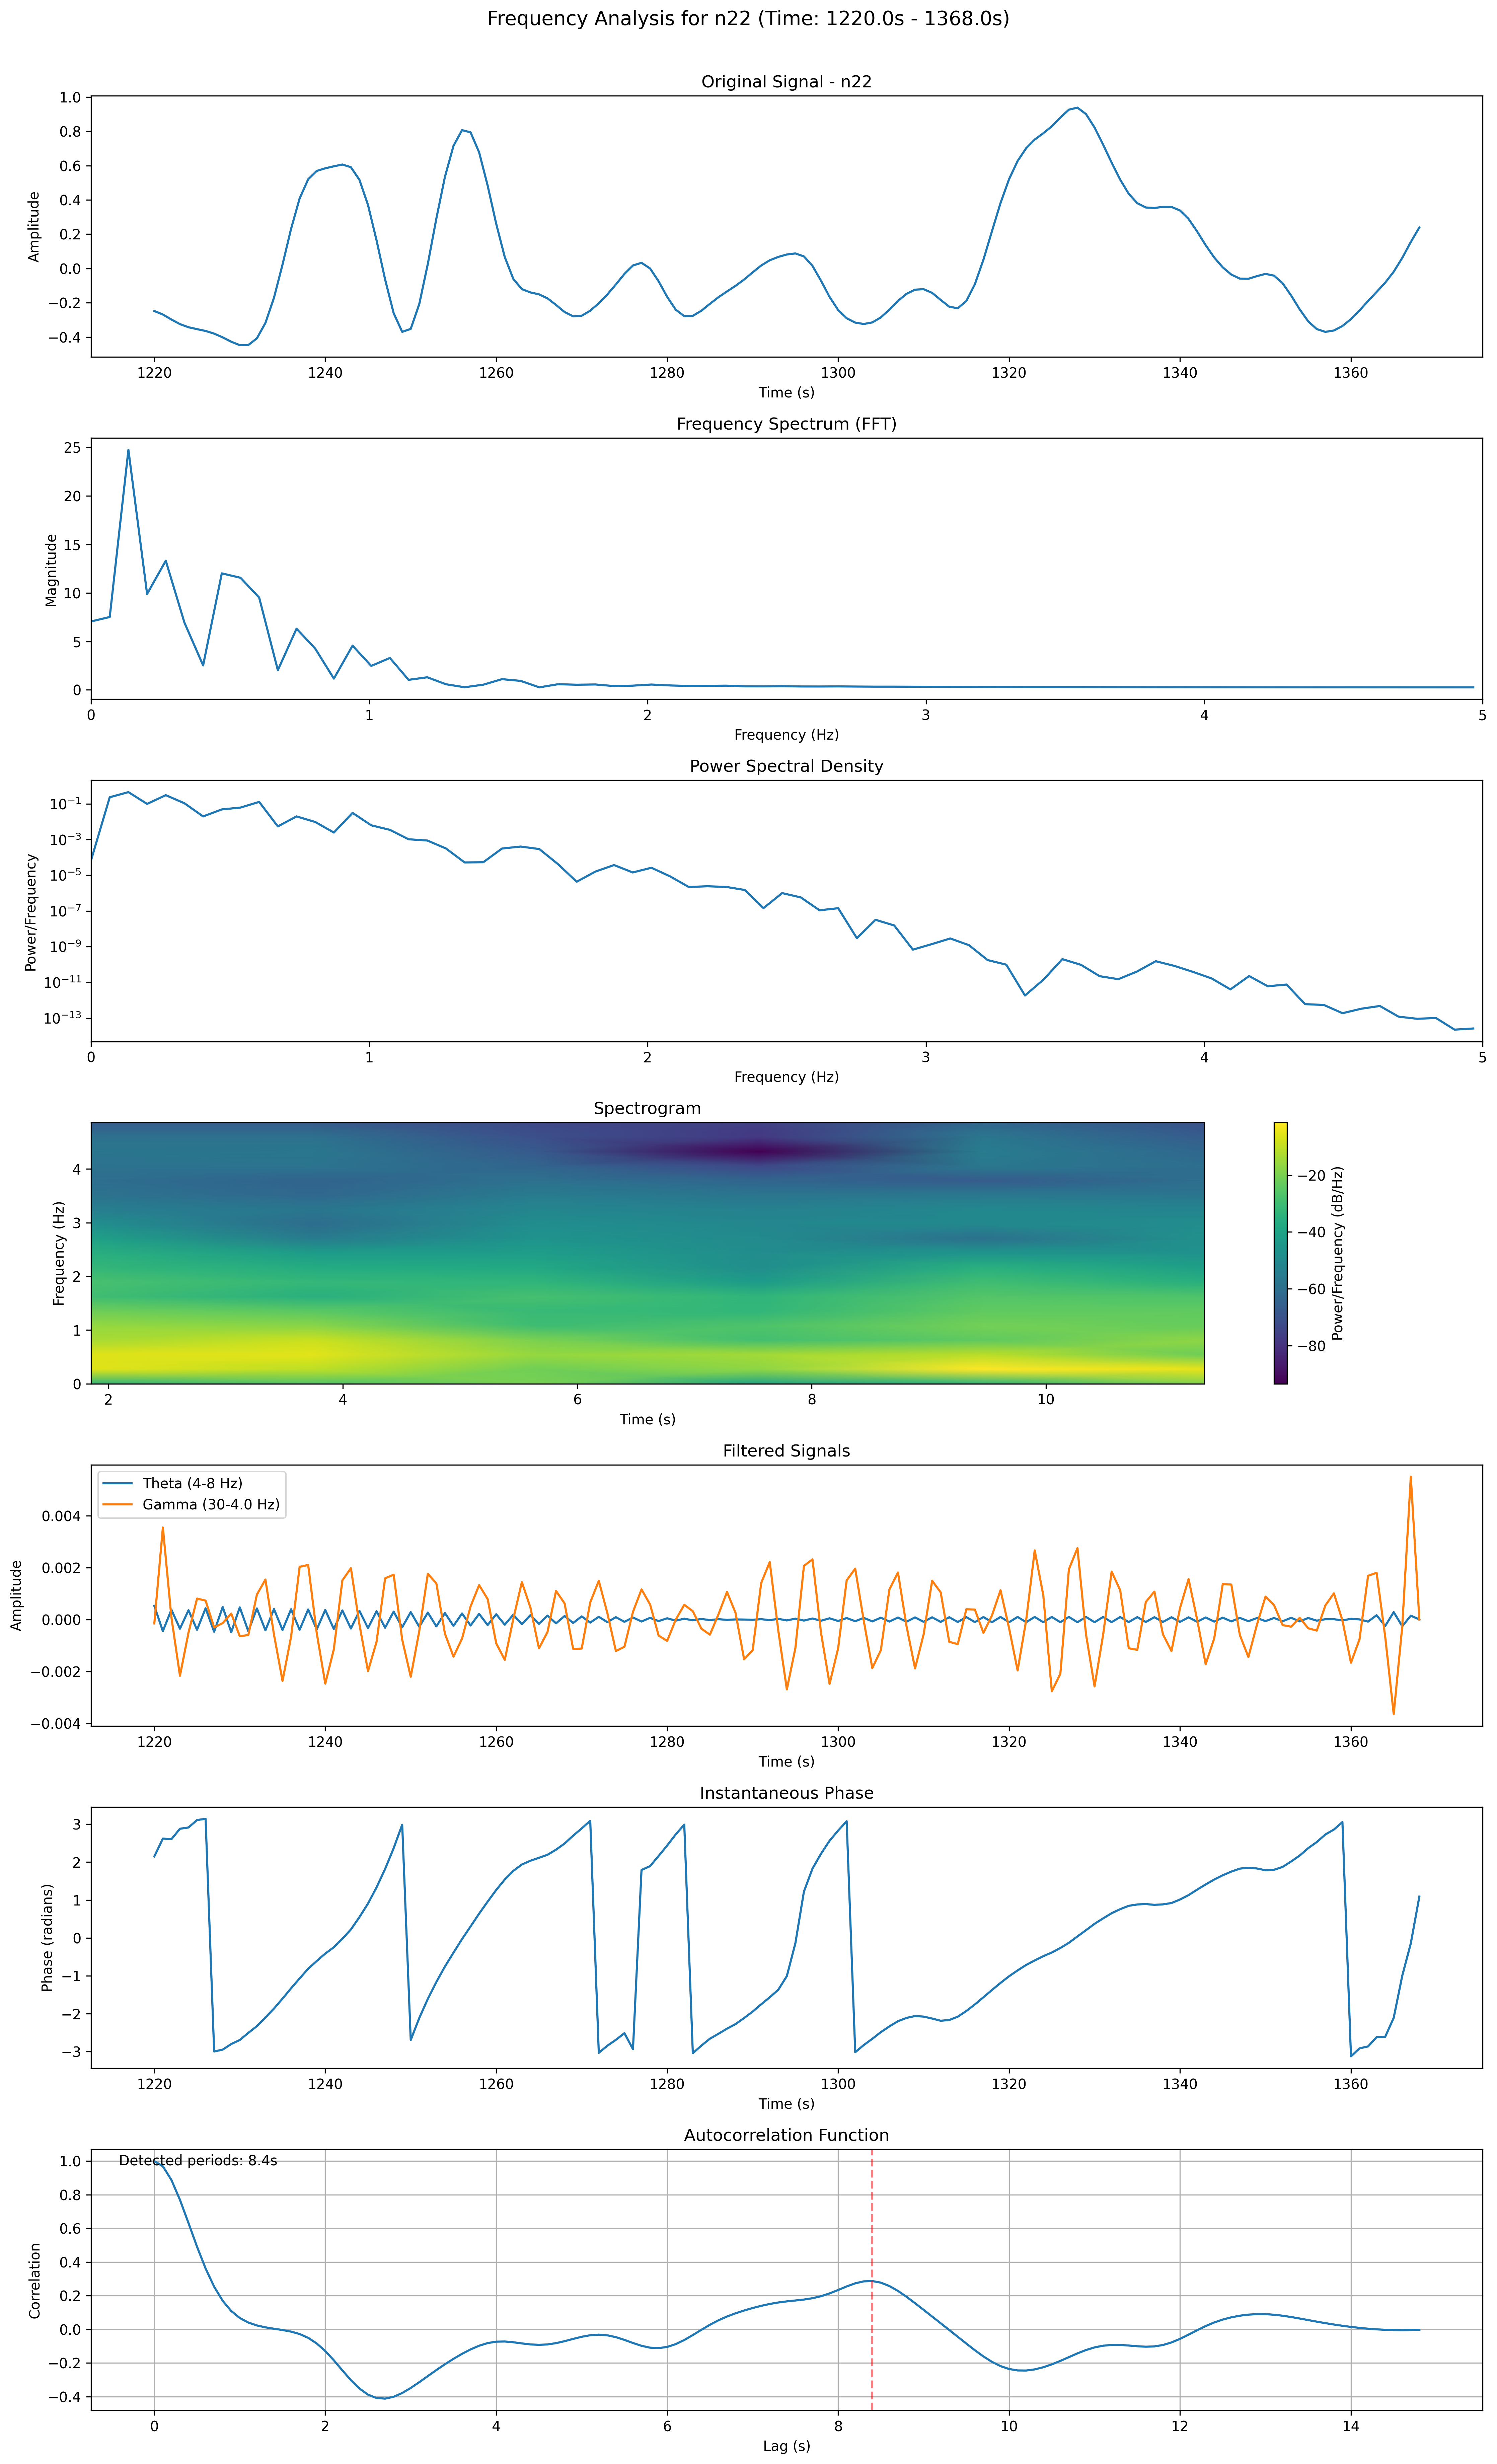 Frequency Analysis for n22 (Time: 1220.0s - 1368.0s)
Original Signal - n22
1.0
0.8
0.6
0.4
0.2
0.0
−0.2
−0.4
Amplitude
1220 1240 1260 1280 1300 1320 1340 1360
Time (s)
Frequency Spectrum (FFT)
25
20
15
10
5
0
Magnitude
0 1 2 3 4 5
Frequency (Hz)
Power Spectral Density
10⁻¹
10⁻³
10⁻⁵
10⁻⁷
10⁻⁹
10⁻¹¹
10⁻¹³
Power/Frequency
0 1 2 3 4 5
Frequency (Hz)
Spectrogram
4
3
2
1
0
Frequency (Hz)
2 4 6 8 10
Time (s)
−20
−40
−60
−80
Power/Frequency (dB/Hz)
Filtered Signals
Theta (4-8 Hz)
Gamma (30-4.0 Hz)
0.004
0.002
0.000
−0.002
−0.004
Amplitude
1220 1240 1260 1280 1300 1320 1340 1360
Time (s)
Instantaneous Phase
3
2
1
0
−1
−2
−3
Phase (radians)
1220 1240 1260 1280 1300 1320 1340 1360
Time (s)
Autocorrelation Function
Detected periods: 8.4s
1.0
0.8
0.6
0.4
0.2
0.0
−0.2
−0.4
Correlation
0 2 4 6 8 10 12 14
Lag (s)